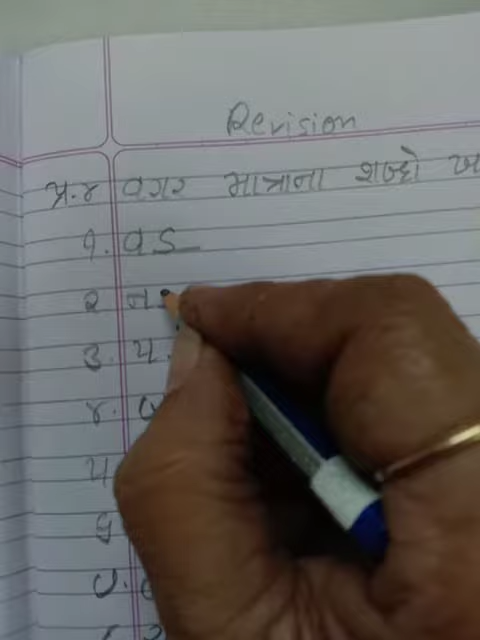 Revision
પ્ર.૪ વગર માત્રાના શબ્દો
૧. વડ
૨ ન
૩. ય
૪.
૫
૬
૭.